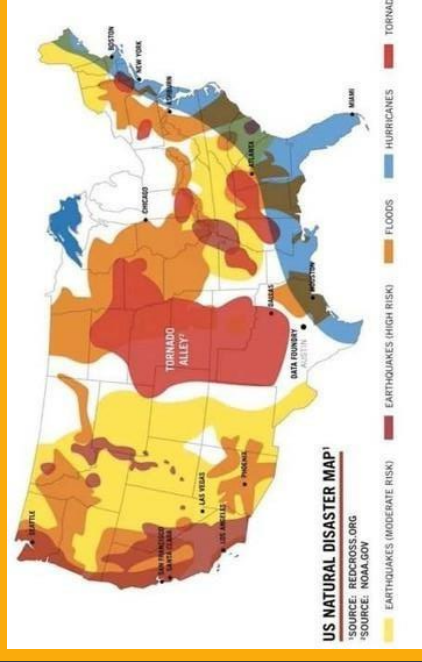 SEATTLE
SAN FRANCISCO
SANTA CLARA
LAS VEGAS
LOS ANGELES
PHOENIX
TORNADO
ALLEY²
CHICAGO
DALLAS
DATA FOUNDRY
AUSTIN
HOUSTON
ATLANTA
MIAMI
NEW YORK
BOSTON
US NATURAL DISASTER MAP¹
¹SOURCE: REDCROSS.ORG
²SOURCE: NOAA.GOV
EARTHQUAKES (MODERATE RISK)
EARTHQUAKES (HIGH RISK)
FLOODS
HURRICANES
TORNAD